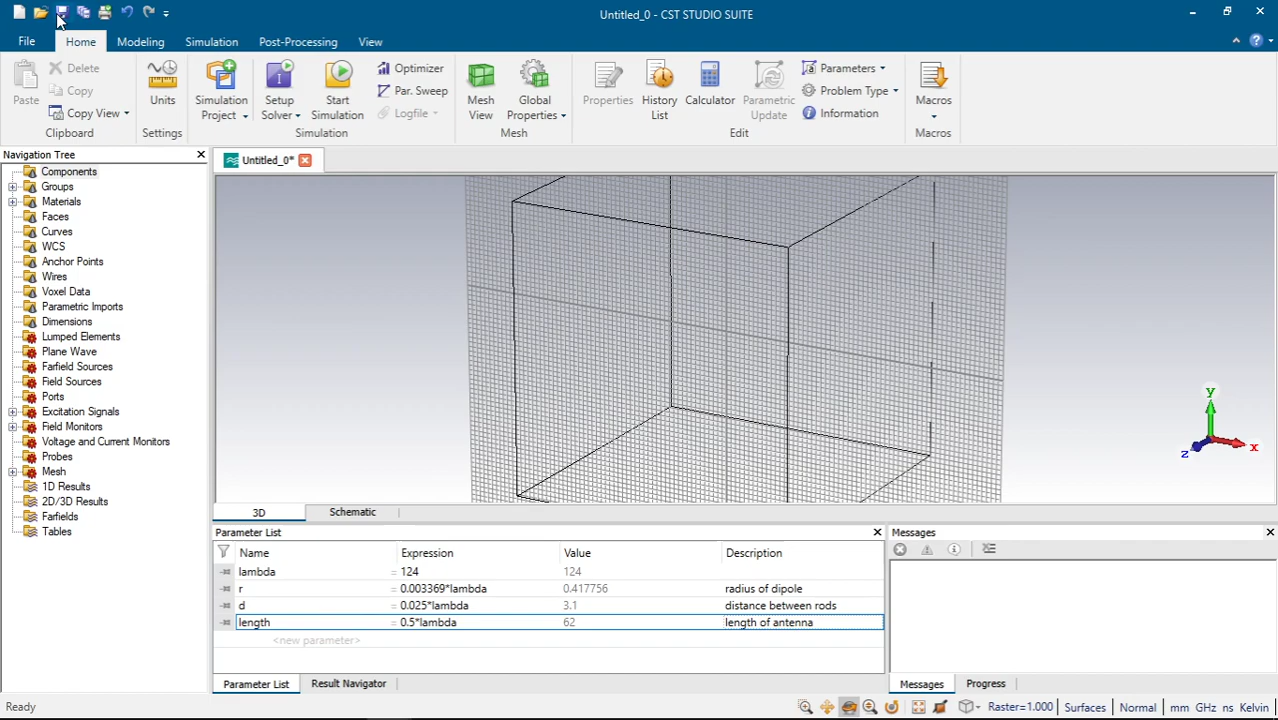 Untitled_0 - CST STUDIO SUITE
File Home Modeling Simulation Post-Processing View
Paste
Delete
Copy
Copy View
Clipboard
Units
Settings
Simulation
Project
Setup
Solver
Start
Simulation
Optimizer
Par. Sweep
Logfile
Simulation
Mesh
View
Global
Properties
Mesh
Properties
History
List
Calculator
Parametric
Update
Parameters
Problem Type
Information
Edit
Macros
Macros
Navigation Tree
Untitled_0*
Components
Groups
Materials
Faces
Curves
WCS
Anchor Points
Wires
Voxel Data
Parametric Imports
Dimensions
Lumped Elements
Plane Wave
Farfield Sources
Field Sources
Ports
Excitation Signals
Field Monitors
Voltage and Current Monitors
Probes
Mesh
1D Results
2D/3D Results
Farfields
Tables
y
x
z
3D Schematic
Parameter List
Name Expression Value Description
lambda = 124 124
r = 0.003369*lambda 0.417756 radius of dipole
d = 0.025*lambda 3.1 distance between rods
length = 0.5*lambda 62 length of antenna
<new parameter>
Parameter List Result Navigator
Messages
Messages Progress
Ready
Raster=1.000 Surfaces Normal mm GHz ns Kelvin